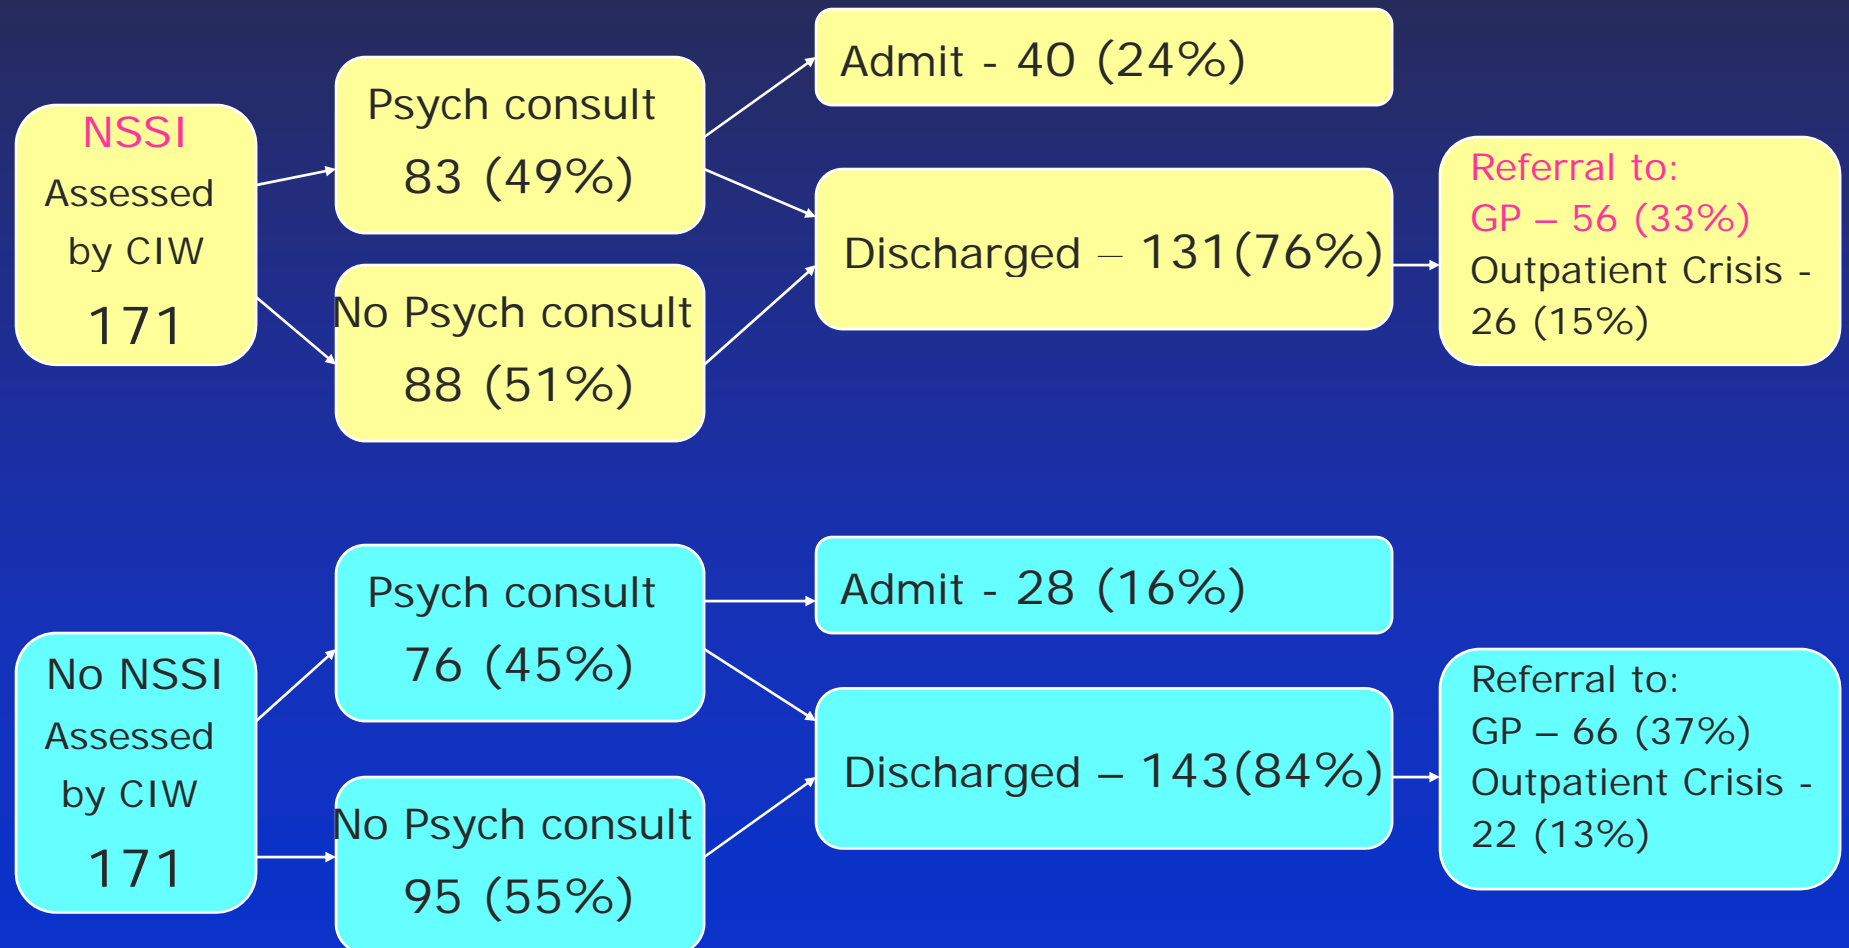 NSSI
Assessed
by CIW
171
Psych consult
83 (49%)
No Psych consult
88 (51%)
Admit - 40 (24%)
Discharged – 131(76%)
Referral to:
GP – 56 (33%)
Outpatient Crisis -
26 (15%)
No NSSI
Assessed
by CIW
171
Psych consult
76 (45%)
No Psych consult
95 (55%)
Admit - 28 (16%)
Discharged – 143(84%)
Referral to:
GP – 66 (37%)
Outpatient Crisis -
22 (13%)